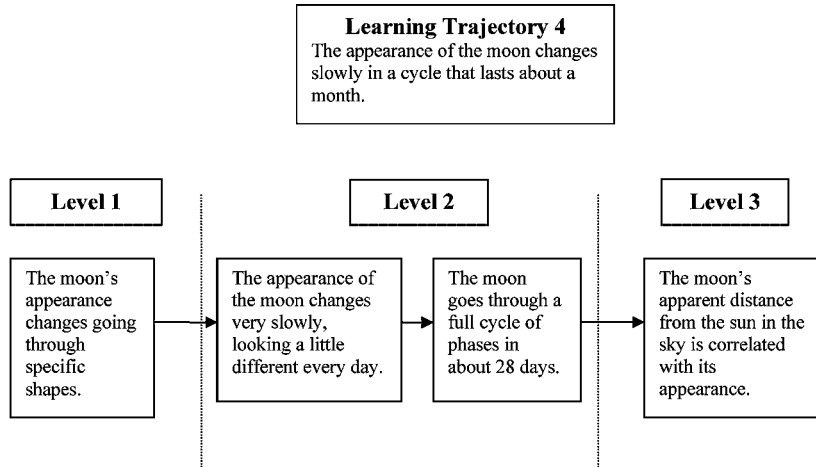 Learning Trajectory 4
The appearance of the moon changes
slowly in a cycle that lasts about a
month.
Level 1
Level 2
Level 3
The moon's
appearance
changes going
through
specific
shapes.
The appearance of
the moon changes
very slowly,
looking a little
different every day.
The moon
goes through a
full cycle of
phases in
about 28 days.
The moon's
apparent distance
from the sun in the
sky is correlated
with its
appearance.